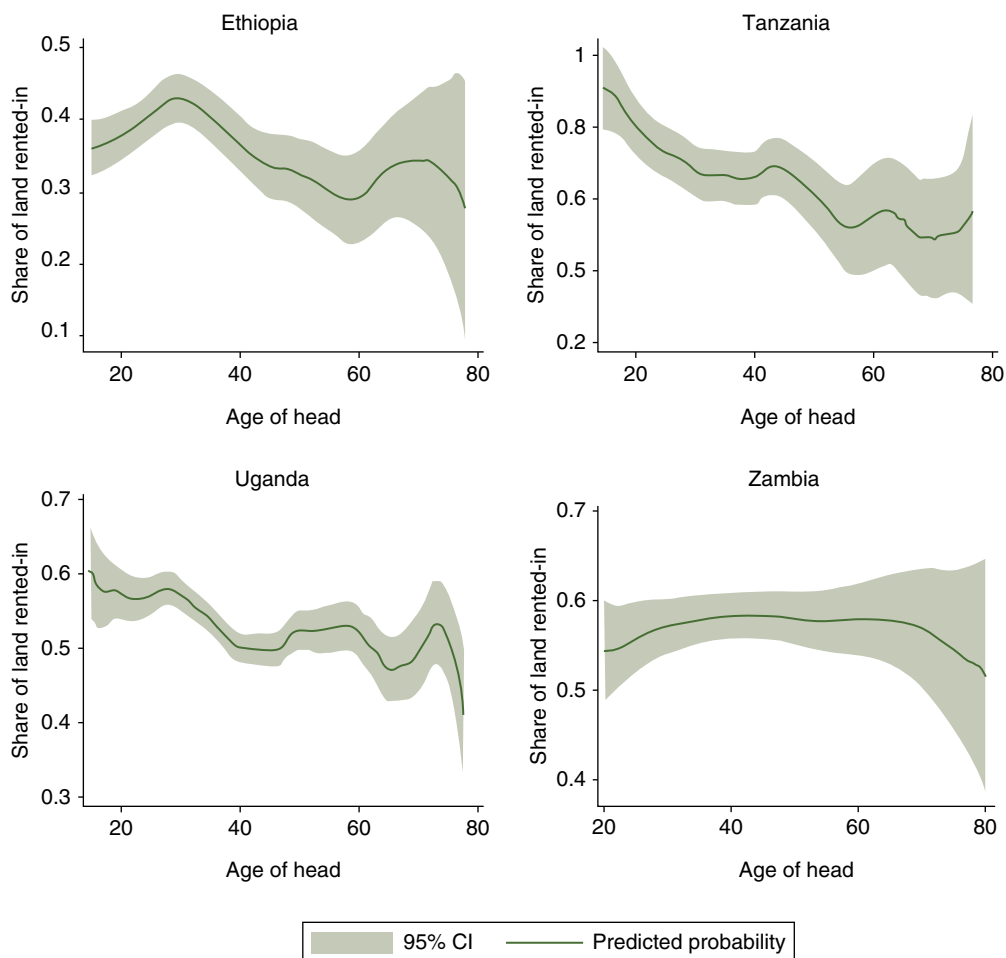 Ethiopia
Share of land rented-in
0.5
0.4
0.3
0.2
0.1
20 40 60 80
Age of head
Tanzania
Share of land rented-in
1
0.8
0.6
0.5
0.2
20 40 60 80
Age of head
Uganda
Share of land rented-in
0.7
0.6
0.5
0.4
0.3
20 40 60 80
Age of head
Zambia
Share of land rented-in
0.7
0.6
0.5
0.4
20 40 60 80
Age of head
95% CI Predicted probability